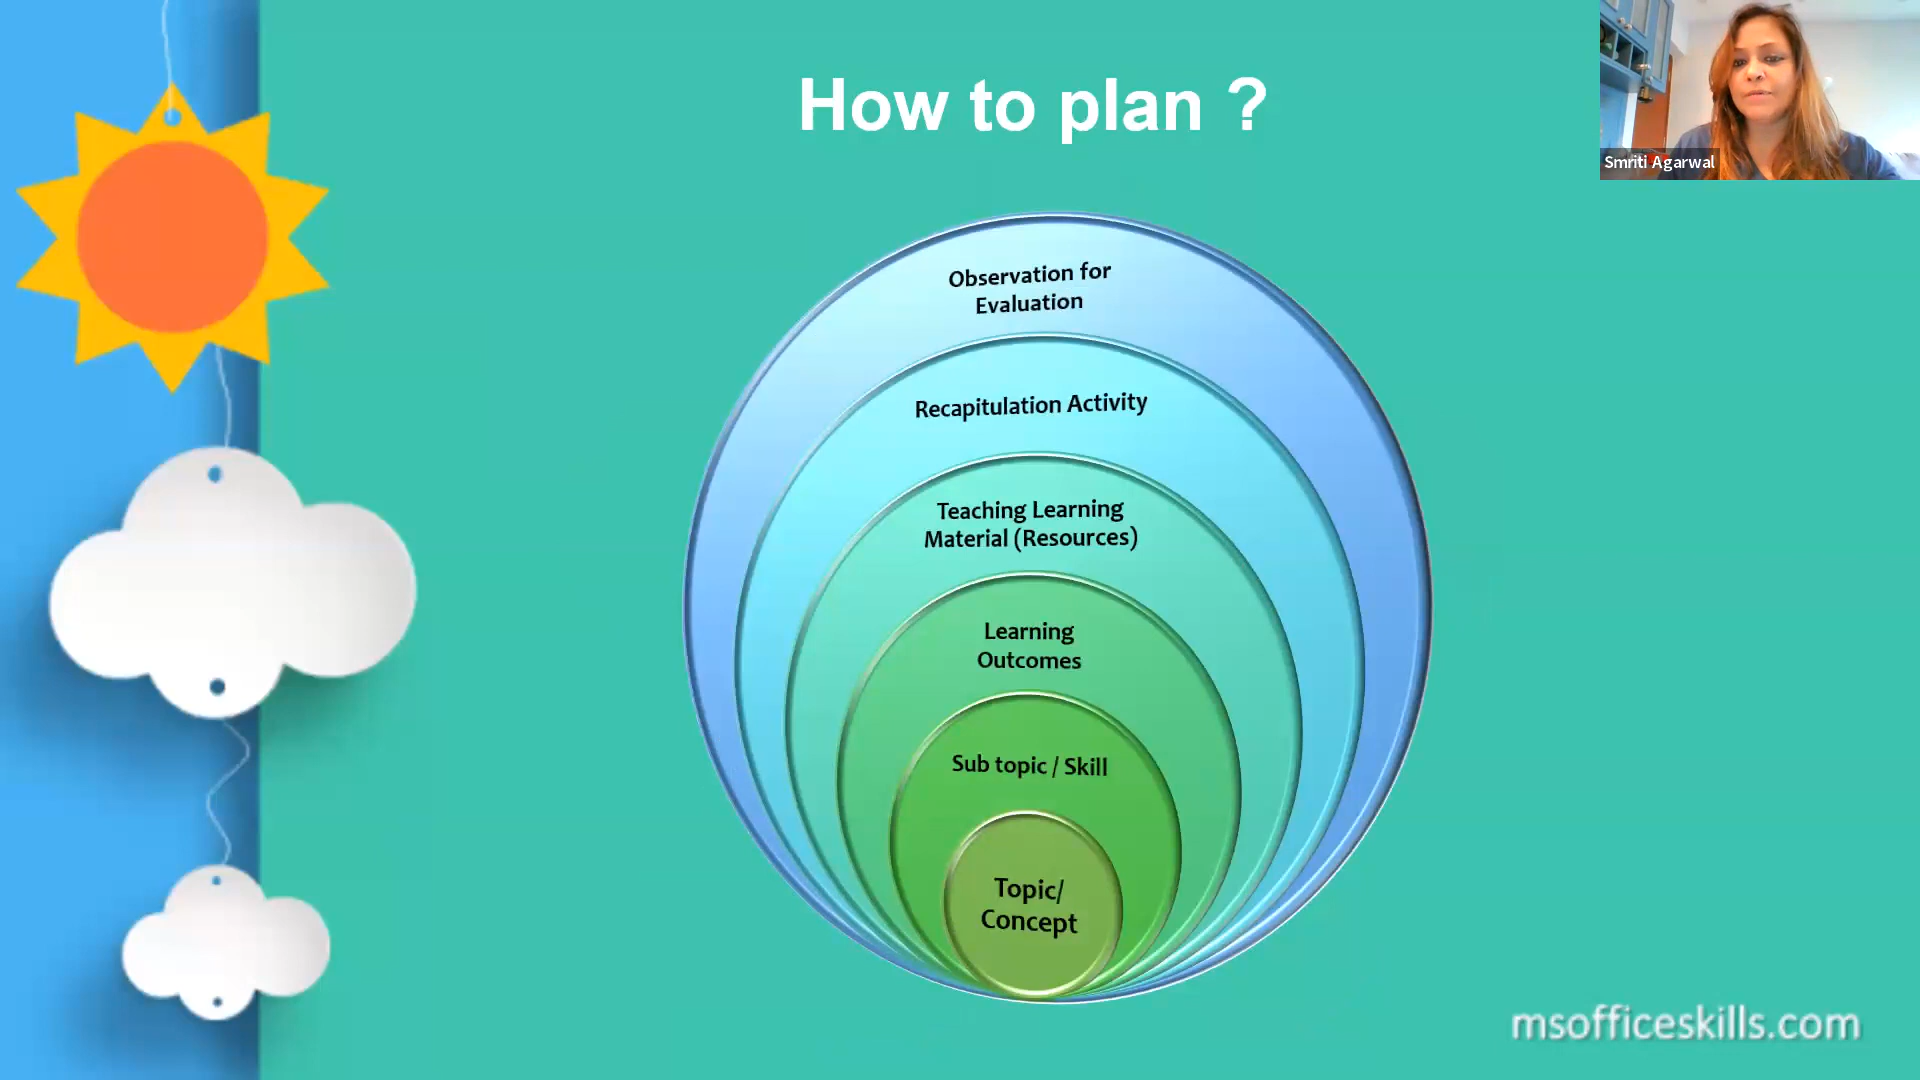 How to plan ?
Smriti Agarwal
Observation for
Evaluation
Recapitulation Activity
Teaching Learning
Material (Resources)
Learning
Outcomes
Sub topic / Skill
Topic/
Concept
msofficeskills.com